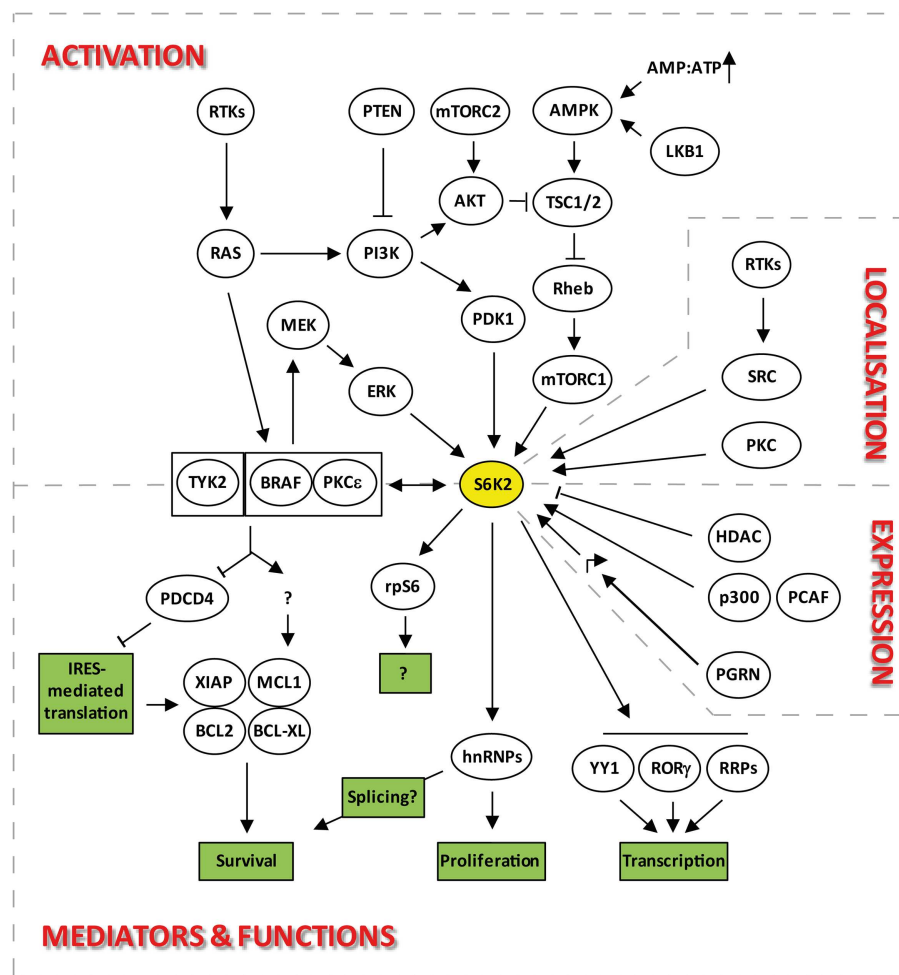 ACTIVATION
AMP:ATP
RTKs
PTEN
mTORC2
AMPK
LKB1
AKT
TSC1/2
RAS
PI3K
RTKs
Rheb
PDK1
MEK
mTORC1
SRC
ERK
LOCALISATION
PKC
TYK2
BRAF
PKCε
S6K2
HDAC
EXPRESSION
rpS6
p300
PCAF
PDCD4
?
PGRN
IRES-
mediated
translation
XIAP
MCL1
?
BCL2
BCL-XL
hnRNPs
YY1
RORγ
RRPs
Splicing?
Survival
Proliferation
Transcription
MEDIATORS & FUNCTIONS